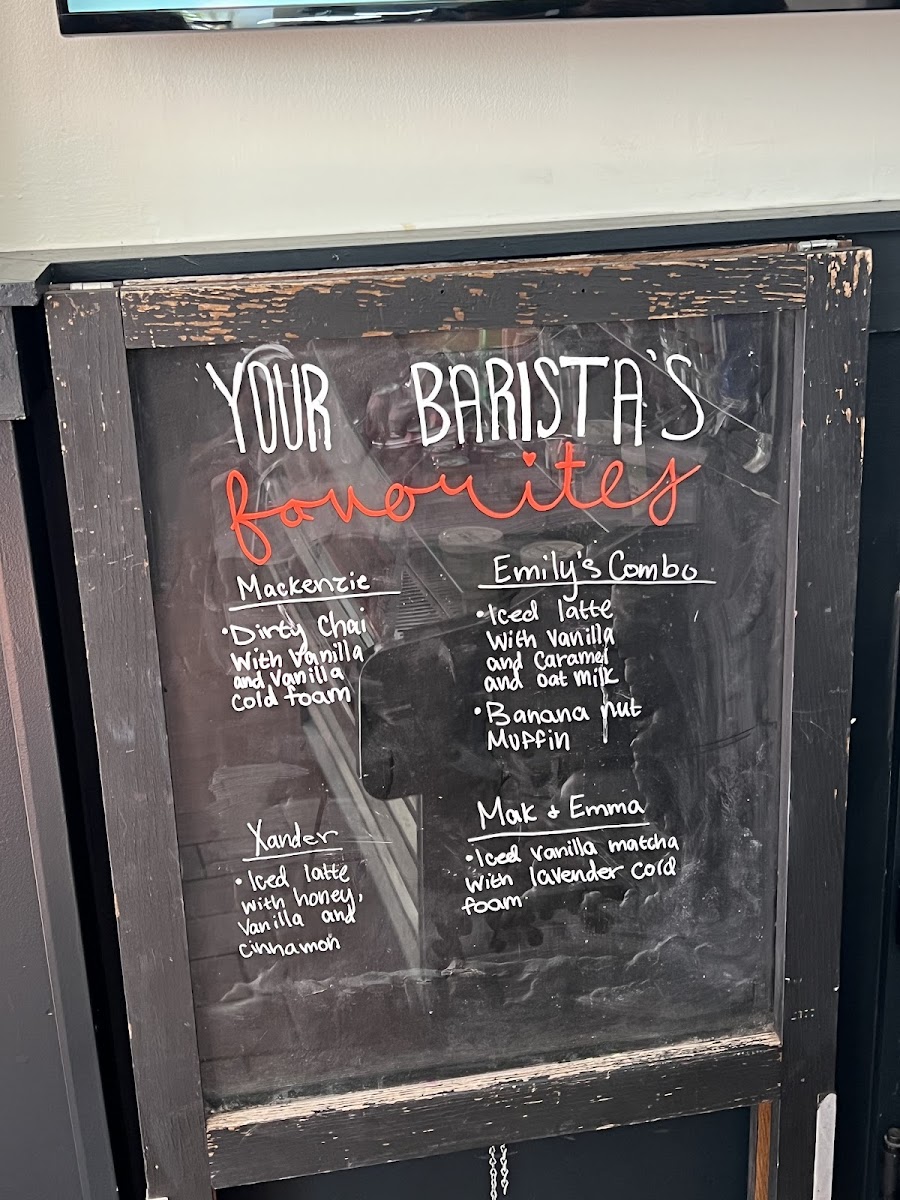 YOUR BARISTA'S
favourites
Mackenzie
• Dirty Chai
With Vanilla
and Vanilla
Cold foam
Emily's Combo
• Iced latte
With Vanilla
and Caramel
and oat milk
• Banana nut
Muffin
Xander
• Iced latte
with honey,
Vanilla and
cinnamon
Mak & Emma
• Iced Vanilla matcha
with lavender cold
foam